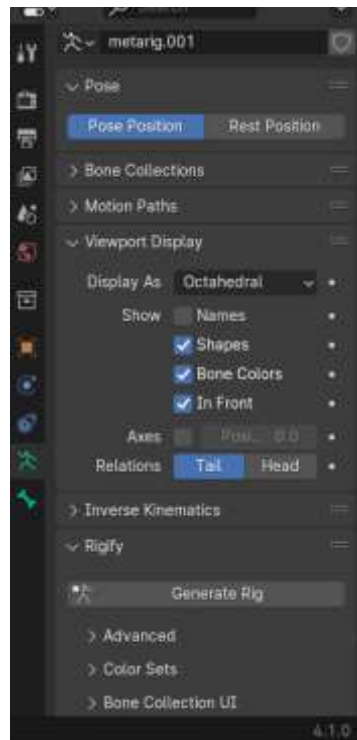 metarig.001
Pose
Pose Position Rest Position
Bone Collections
Motion Paths
Viewport Display
Display As Octahedral
Show Names
Shapes
Bone Colors
In Front
Axes Posi... 0.0
Relations Tail Head
Inverse Kinematics
Rigify
Generate Rig
Advanced
Color Sets
Bone Collection UI
4.1.0